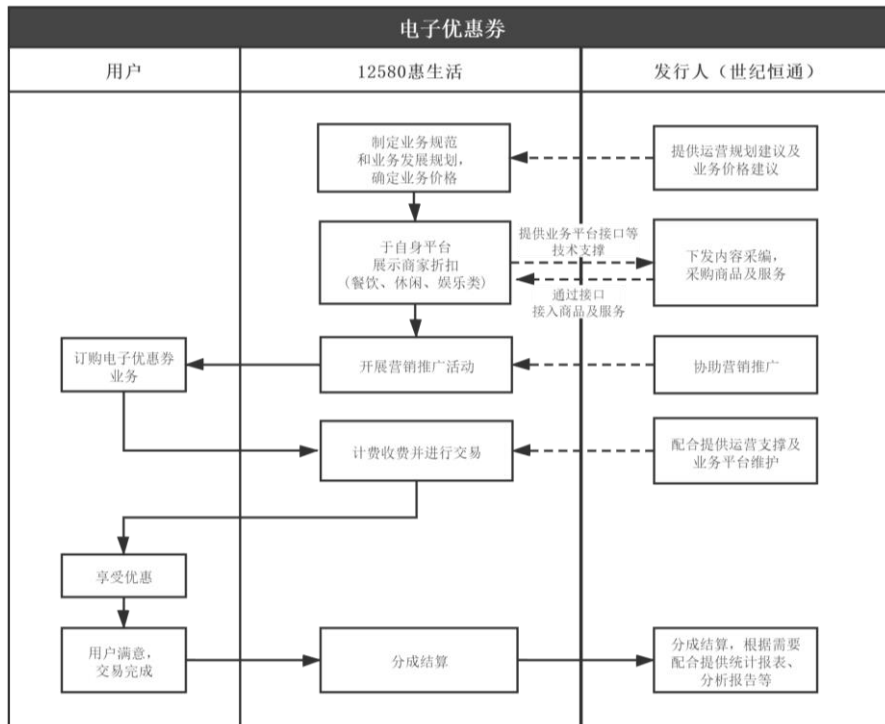 电子优惠券
用户
12580惠生活
发行人（世纪恒通）
制定业务规范
和业务发展规划，
确定业务价格
提供运营规划建议及
业务价格建议
于自身平台
展示商家折扣
(餐饮、休闲、娱乐类)
提供业务平台接口等
技术支撑
通过接口
接入商品及服务
下发内容采编，
采购商品及服务
订购电子优惠券
业务
开展营销推广活动
协助营销推广
计费收费并进行交易
配合提供运营支撑及
业务平台维护
享受优惠
用户满意，
交易完成
分成结算
分成结算，根据需要
配合提供统计报表、
分析报告等